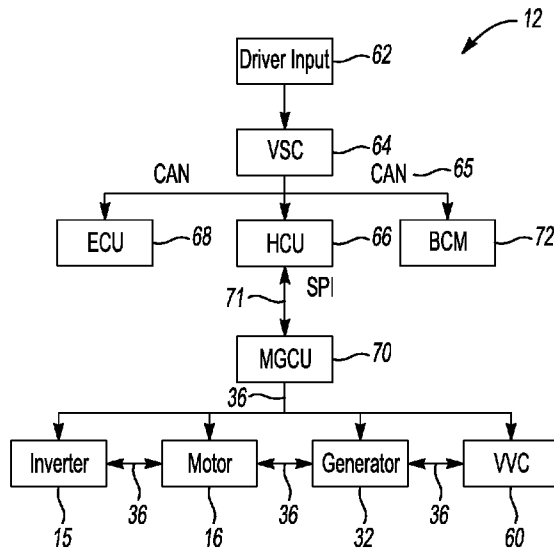 12
Driver Input 62
VSC 64
CAN CAN 65
ECU 68 HCU 66 BCM 72
71 SPI
MGCU 70
36
Inverter Motor Generator VVC
15 36 16 36 32 36 60